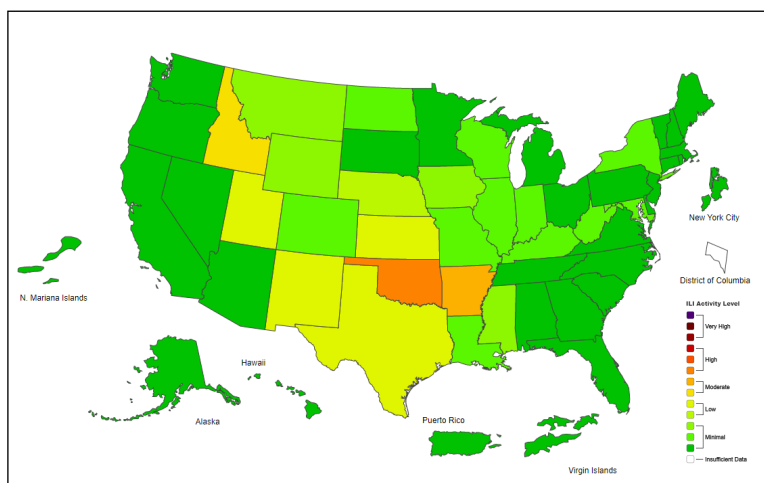 New York City
District of Columbia
N. Mariana Islands
ILI Activity Level
Very High
High
Hawaii
Moderate
Low
Alaska
Puerto Rico
Minimal
Insufficient Data
Virgin Islands